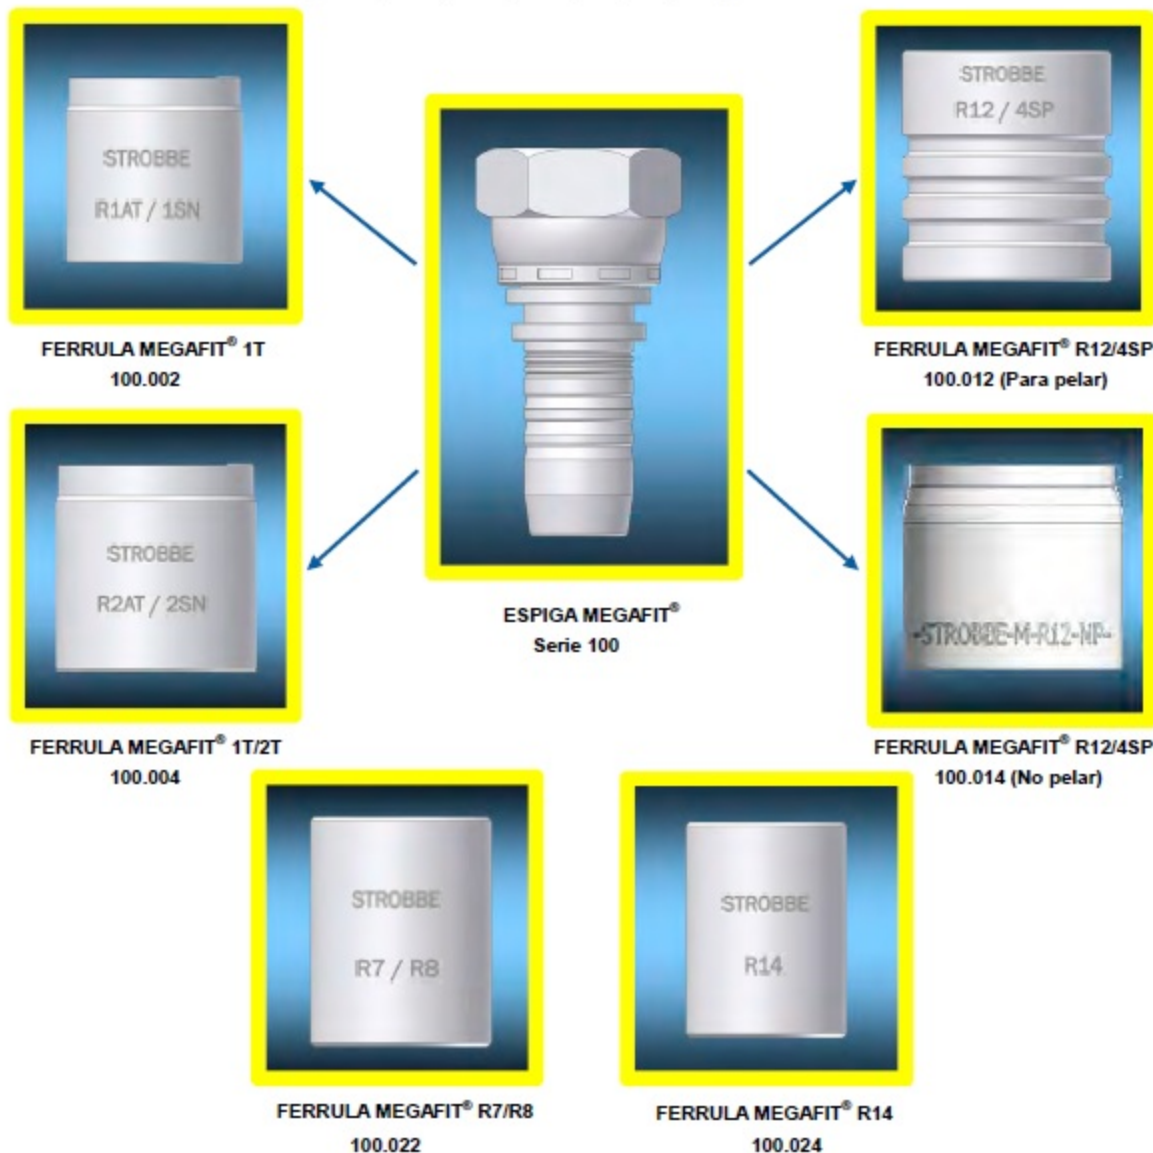 STROBBE
R1AT / 1SN
FERRULA MEGAFIT® 1T
100.002
STROBBE
R12 / 4SP
FERRULA MEGAFIT® R12/4SP
100.012 (Para pelar)
STROBBE
R2AT / 2SN
FERRULA MEGAFIT® 1T/2T
100.004
ESPIGA MEGAFIT®
Serie 100
-STROBBE-M-R12-NP-
FERRULA MEGAFIT® R12/4SP
100.014 (No pelar)
STROBBE
R7 / R8
FERRULA MEGAFIT® R7/R8
100.022
STROBBE
R14
FERRULA MEGAFIT® R14
100.024